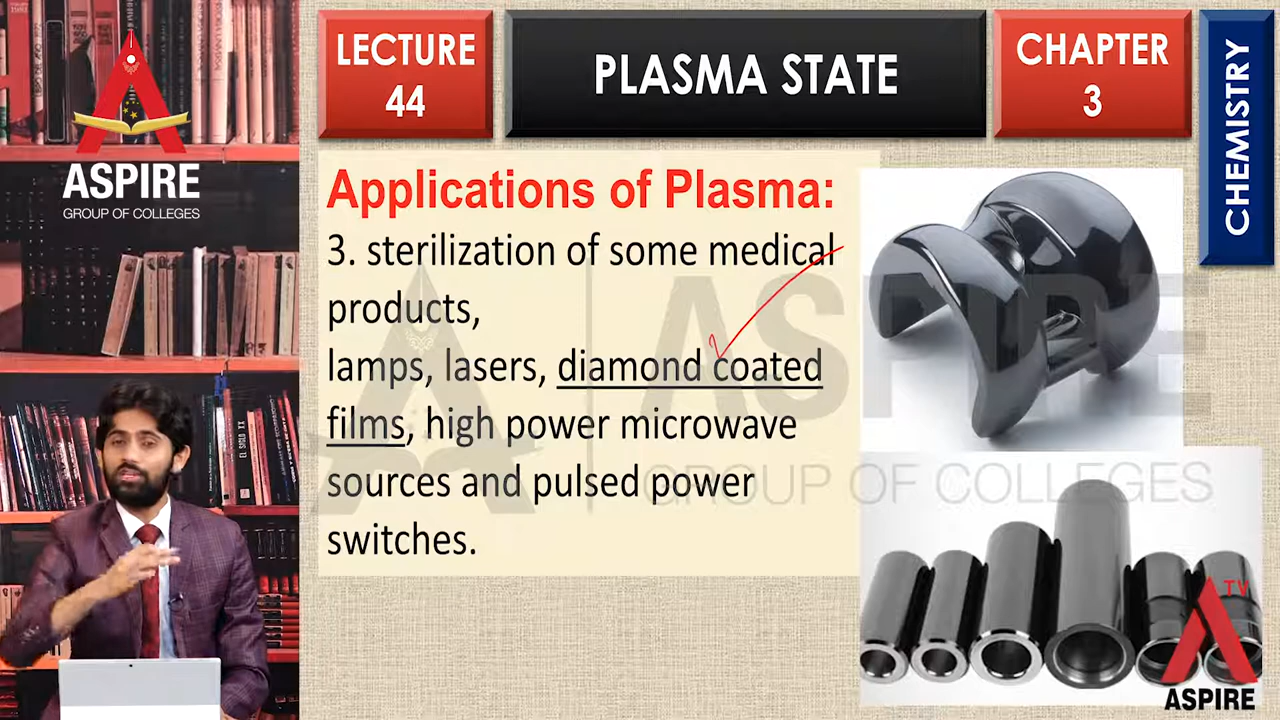 ASPIRE
GROUP OF COLLEGES
LECTURE
44
PLASMA STATE
CHAPTER
3
CHEMISTRY
Applications of Plasma:
3. sterilization of some medical
products,
lamps, lasers, diamond coated
films, high power microwave
sources and pulsed power
switches.
ASPIRE
GROUP OF COLLEGES
TV
ASPIRE